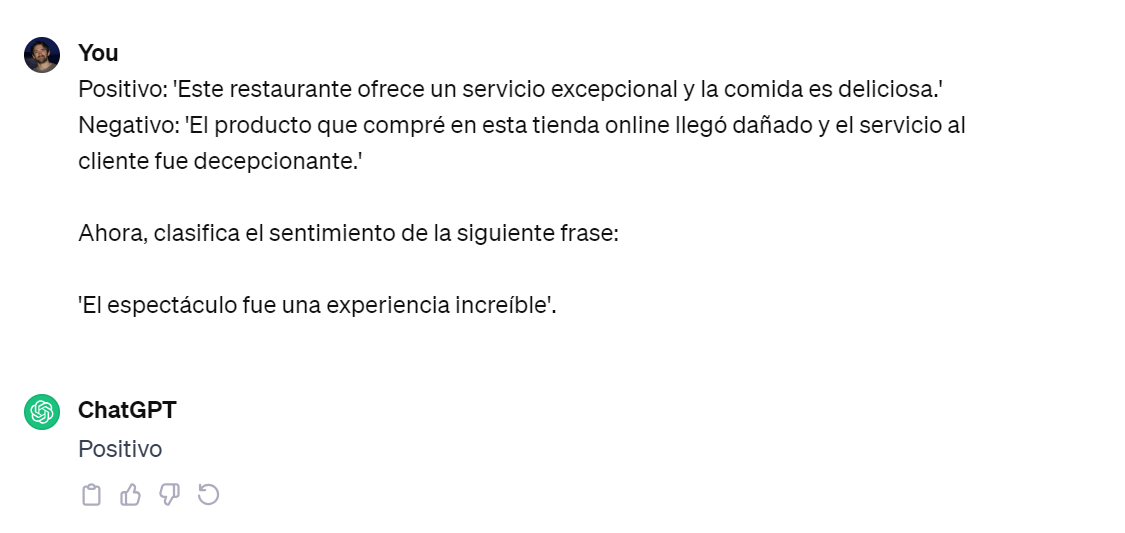 You
Positivo: 'Este restaurante ofrece un servicio excepcional y la comida es deliciosa.'
Negativo: 'El producto que compré en esta tienda online llegó dañado y el servicio al
cliente fue decepcionante.'
Ahora, clasifica el sentimiento de la siguiente frase:
'El espectáculo fue una experiencia increíble'.
ChatGPT
Positivo